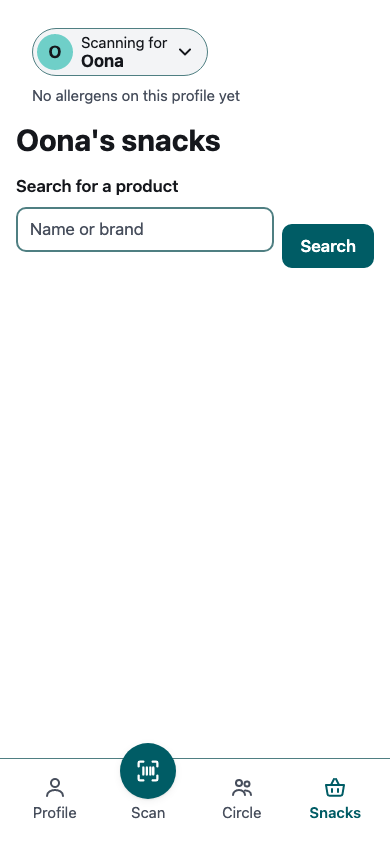 O
Scanning for
Oona
No allergens on this profile yet
Oona's snacks
Search for a product
Name or brand
Search
Profile
Scan
Circle
Snacks